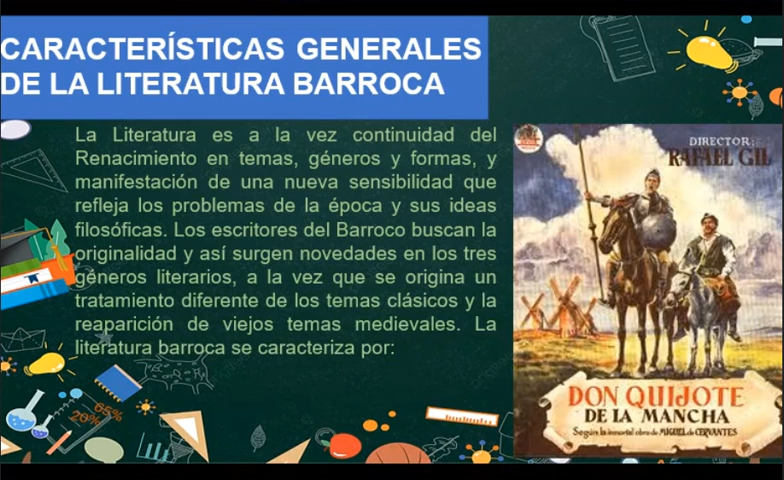 CARACTERÍSTICAS GENERALES
DE LA LITERATURA BARROCA
La Literatura es a la vez continuidad del
Renacimiento en temas, géneros y formas, y
manifestación de una nueva sensibilidad que
refleja los problemas de la época y sus ideas
filosóficas. Los escritores del Barroco buscan la
originalidad y así surgen novedades en los tres
géneros literarios, a la vez que se origina un
tratamiento diferente de los temas clásicos y la
reaparición de viejos temas medievales. La
literatura barroca se caracteriza por:
DIRECTOR:
RAFAEL GIL
DON QUIJOTE
DE LA MANCHA
Según la inmortal obra de MIGUEL de CERVANTES
65%
20%